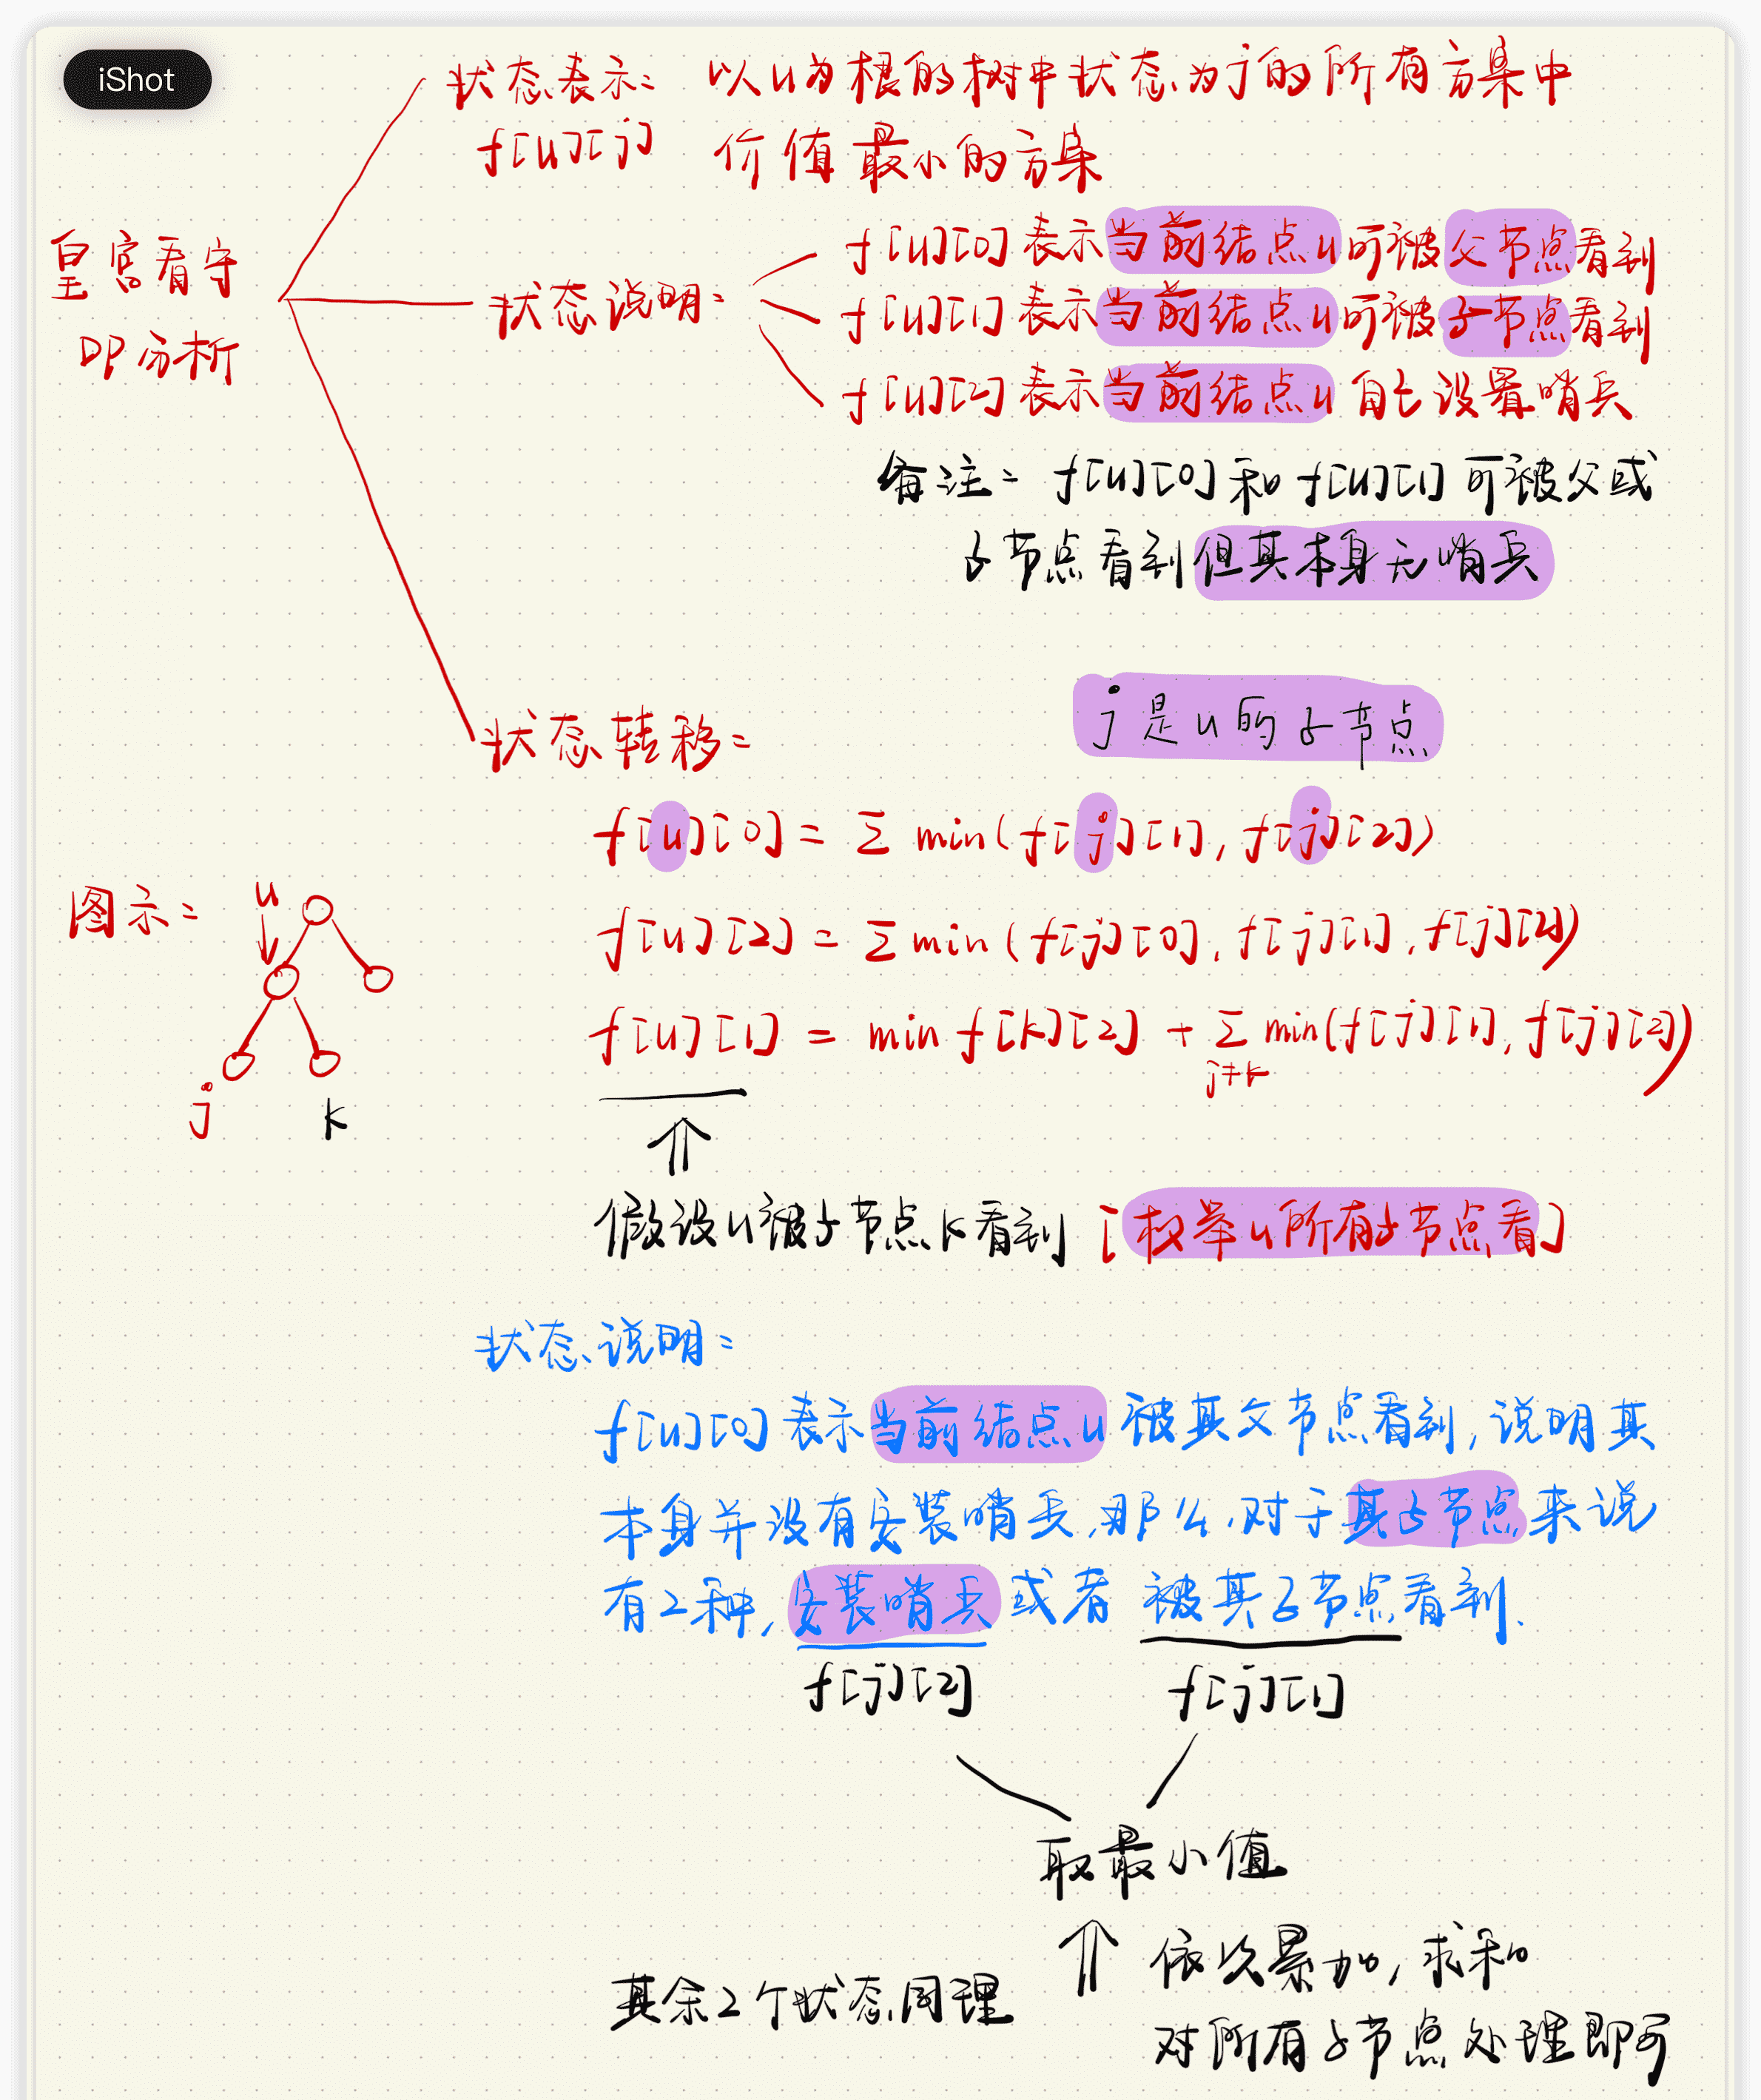 iShot
状态表示: 以u为根的树中状态为j的所有方案中
f[u][j] 价值最小的方案
皇宫看守
DP分析
状态说明:
f[u][0]表示当前结点u可被父节点看到
f[u][1]表示当前结点u可被子节点看到
f[u][2]表示当前结点u自己设置哨兵
备注: f[u][0]和f[u][1]可被父或
子节点看到但其本身无哨兵
状态转移:
j是u的子节点
f[u][0] = Σ min(f[j][1], f[j][2])
f[u][2] = Σ min(f[j][0], f[j][1], f[j][2])
f[u][1] = min f[k][2] + Σ min(f[j][1], f[j][2])
j≠k
图示:
u
j
k
假设u被子节点k看到 [枚举u所有子节点看]
状态说明:
f[u][0]表示当前结点u被其父节点看到,说明其
本身并没有安装哨兵,那么,对于其子节点来说
有2种,安装哨兵或者 被其子节点看到.
f[j][2] f[j][1]
取最小值
依次累加,求和
其余2个状态同理
对所有子节点处理即可